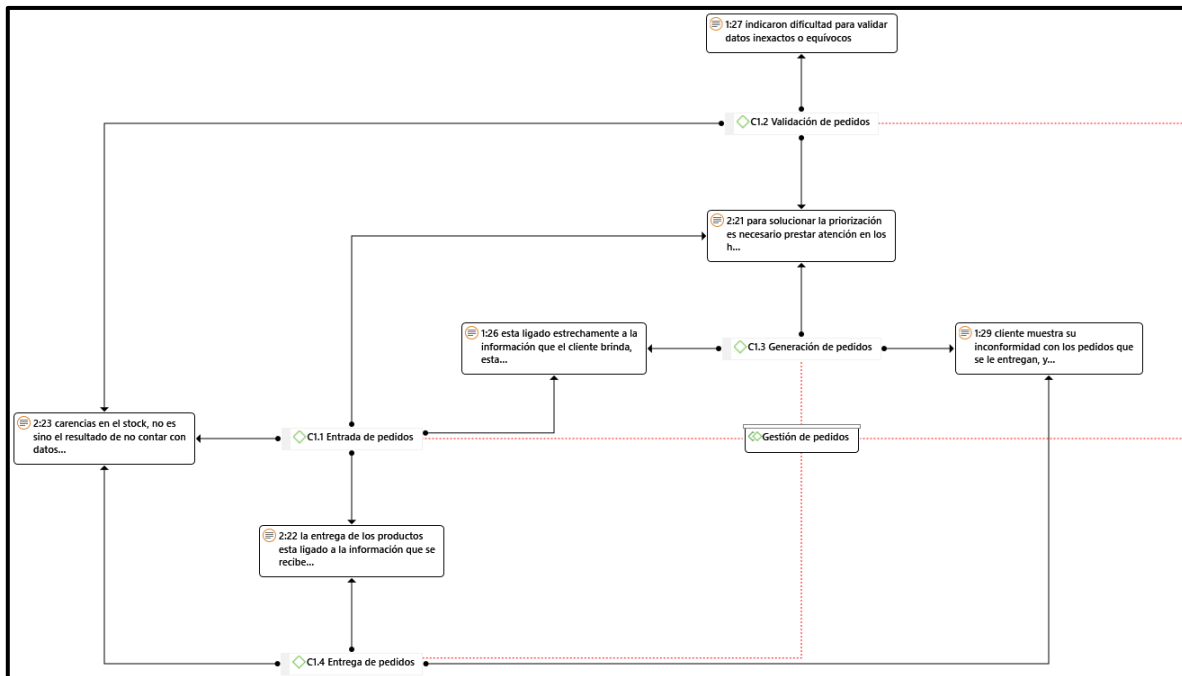 1:27 indicaron dificultad para validar
datos inexactos o equívocos
C1.2 Validación de pedidos
2:21 para solucionar la priorización
es necesario prestar atención en los
h...
1:26 esta ligado estrechamente a la
información que el cliente brinda,
esta...
C1.3 Generación de pedidos
1:29 cliente muestra su
inconformidad con los pedidos que
se le entregan, y...
2:23 carencias en el stock, no es
sino el resultado de no contar con
datos...
C1.1 Entrada de pedidos
Gestión de pedidos
2:22 la entrega de los productos
esta ligado a la información que se
recibe...
C1.4 Entrega de pedidos